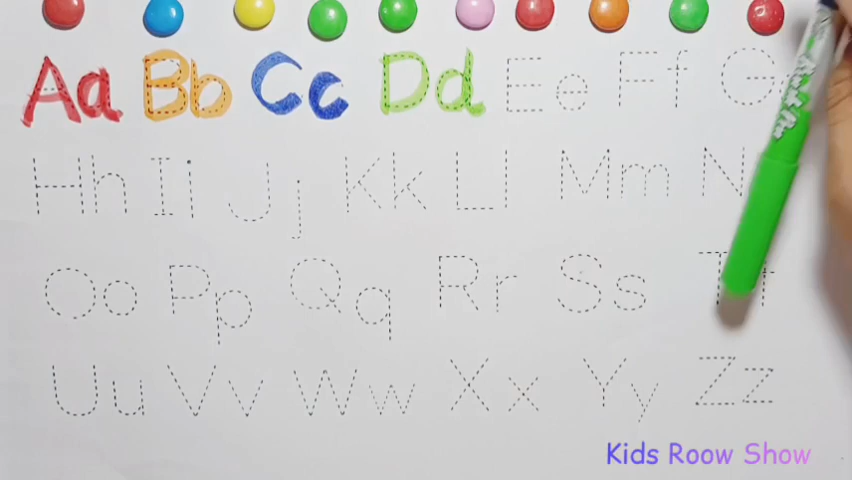 Aa Bb Cc Dd Ee Ff G
Hh Ii Jj Kk Ll Mm N
Oo Pp Qq Rr Ss Tt
Uu Vv Ww Xx Yy Zz
Kids Roow Show